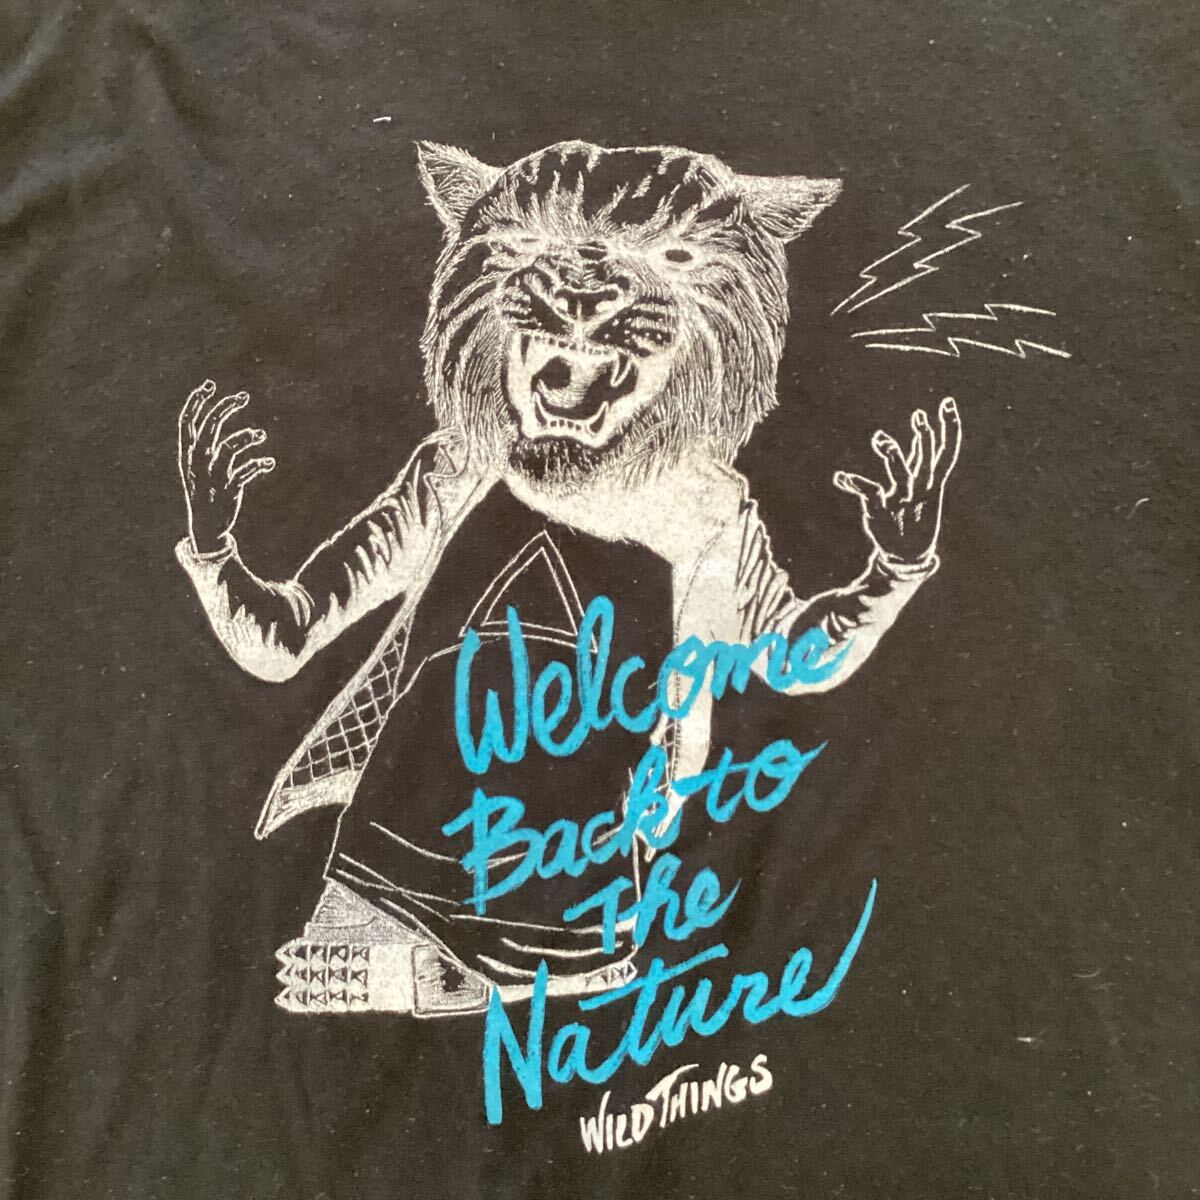 Welcome
Back to
The
Nature
WILD THINGS